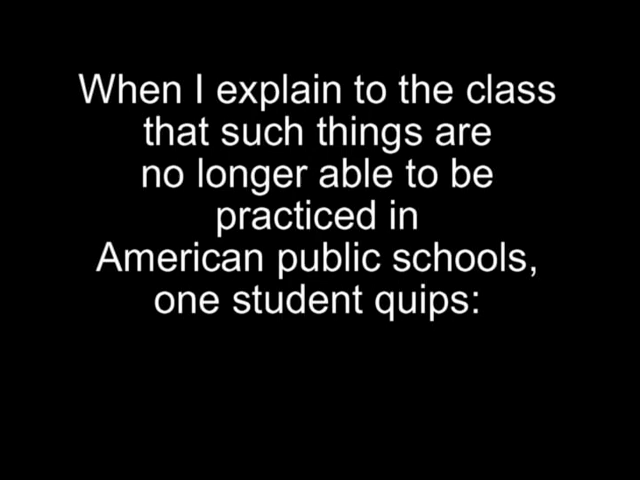 When I explain to the class
that such things are
no longer able to be
practiced in
American public schools,
one student quips: